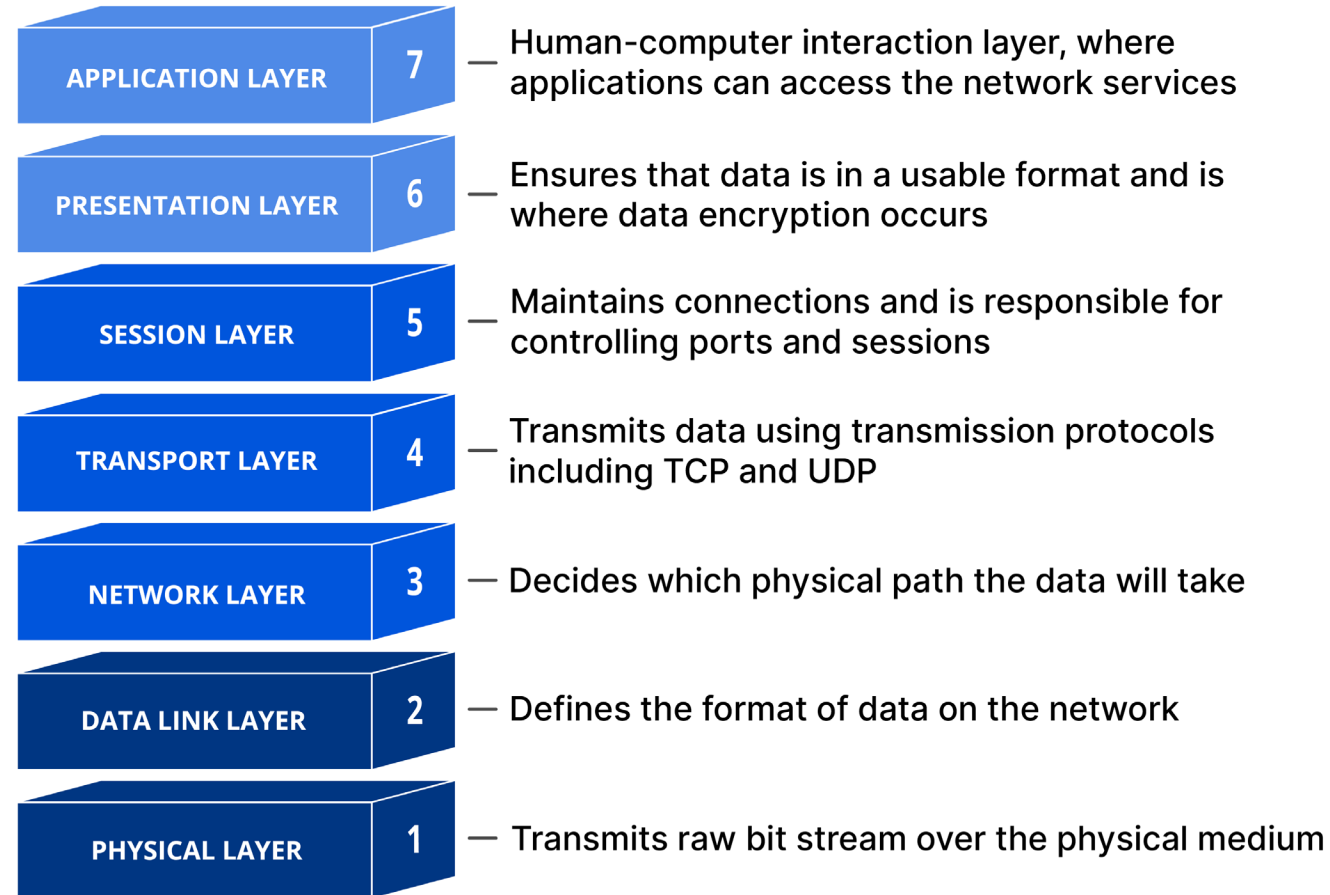 APPLICATION LAYER 7
Human-computer interaction layer, where
applications can access the network services
PRESENTATION LAYER 6
Ensures that data is in a usable format and is
where data encryption occurs
SESSION LAYER 5
Maintains connections and is responsible for
controlling ports and sessions
TRANSPORT LAYER 4
Transmits data using transmission protocols
including TCP and UDP
NETWORK LAYER 3
Decides which physical path the data will take
DATA LINK LAYER 2
Defines the format of data on the network
PHYSICAL LAYER 1
Transmits raw bit stream over the physical medium